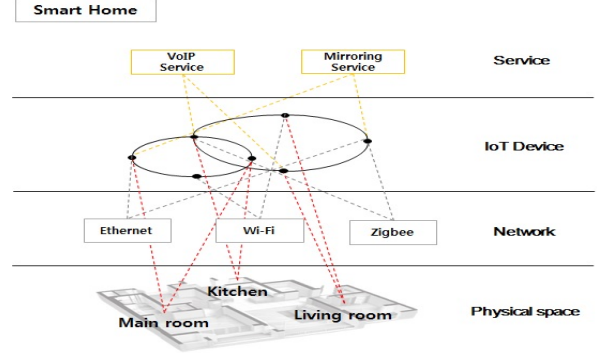 Smart Home
VoIP
Service
Mirroring
Service
Service
IoT Device
Ethernet
Wi-Fi
Zigbee
Network
Kitchen
Main room
Living room
Physical space